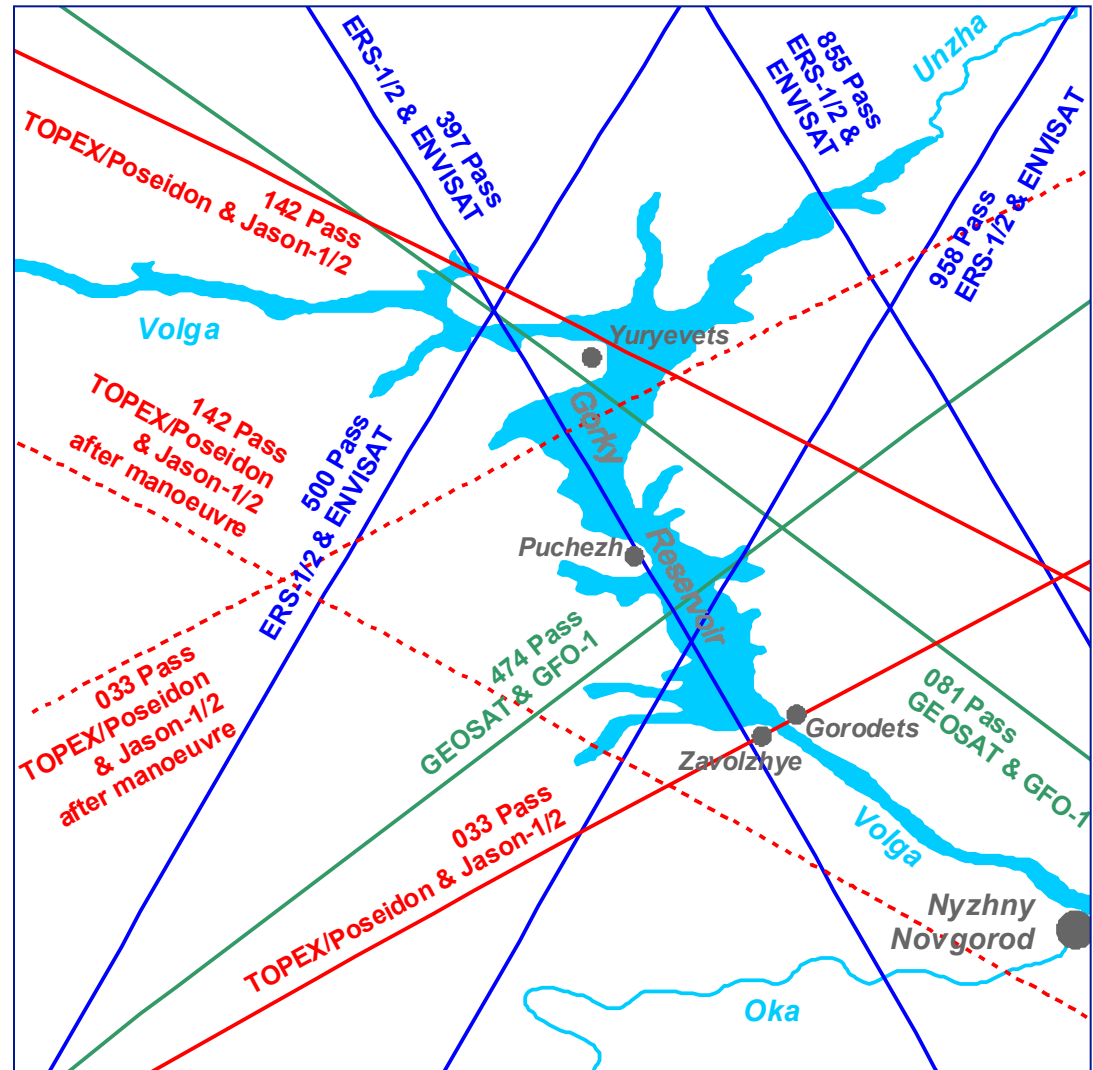 397 Pass
ERS-1/2 & ENVISAT
855 Pass
ERS-1/2 &
ENVISAT
Unzha
958 Pass
ERS-1/2 & ENVISAT
142 Pass
TOPEX/Poseidon & Jason-1/2
Volga
Yuryevets
Gorky
Reservoir
142 Pass
TOPEX/Poseidon
& Jason-1/2
after manoeuvre
500 Pass
ERS-1/2 & ENVISAT
Puchezh
033 Pass
TOPEX/Poseidon
& Jason-1/2
after manoeuvre
474 Pass
GEOSAT & GFO-1
081 Pass
GEOSAT & GFO-1
Gorodets
Zavolzhye
033 Pass
TOPEX/Poseidon & Jason-1/2
Volga
Nyzhny
Novgorod
Oka